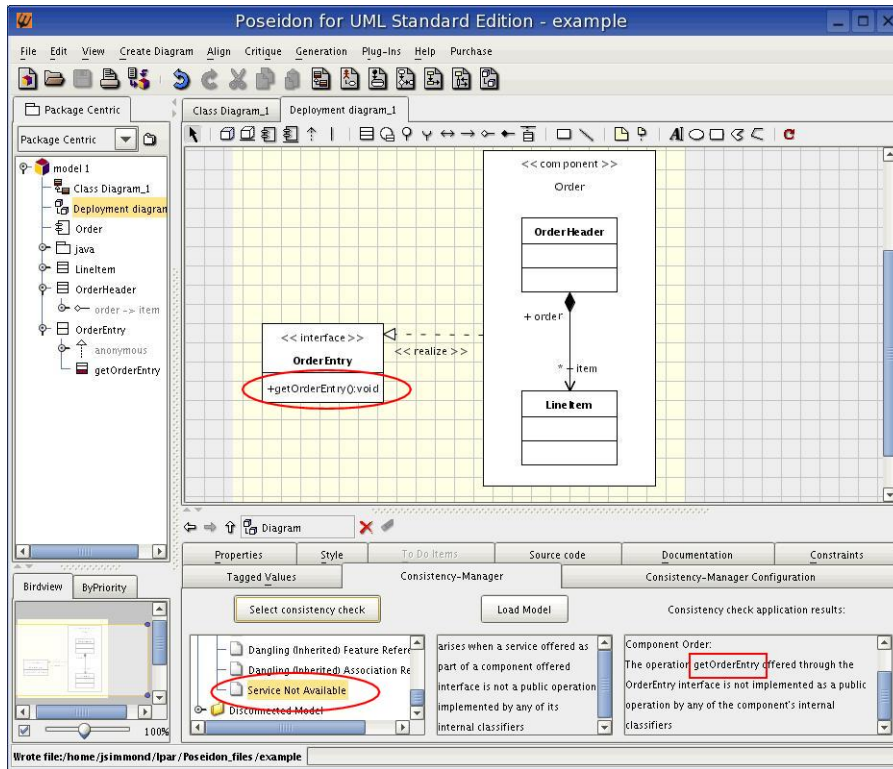 Poseidon for UML Standard Edition - example
File Edit View Create Diagram Align Critique Generation Plug-Ins Help Purchase
Package Centric
Package Centric
model 1
Class Diagram_1
Deployment diagran
Order
java
LineItem
OrderHeader
order -> item
OrderEntry
anonymous
getOrderEntry
Class Diagram_1
Deployment diagram_1
<< component >>
Order
OrderHeader
+ order
* - item
LineItem
<< interface >>
OrderEntry
+getOrderEntry():void
<< realize >>
Diagram
Properties
Style
To Do Items
Source code
Documentation
Constraints
Tagged Values
Consistency-Manager
Consistency-Manager Configuration
Birdview
ByPriority
100%
Select consistency check
Load Model
Consistency check application results:
Dangling (Inherited) Feature Refere
Dangling (Inherited) Association Re
Service Not Available
Disconnected Model
arises when a service offered as
part of a component offered
interface is not a public operation
implemented by any of its
internal classifiers
Component Order:
The operation getOrderEntry offered through the
OrderEntry interface is not implemented as a public
operation by any of the component's internal
classifiers
Wrote file:/home/jsimmond/lpar/Poseidon_files/example